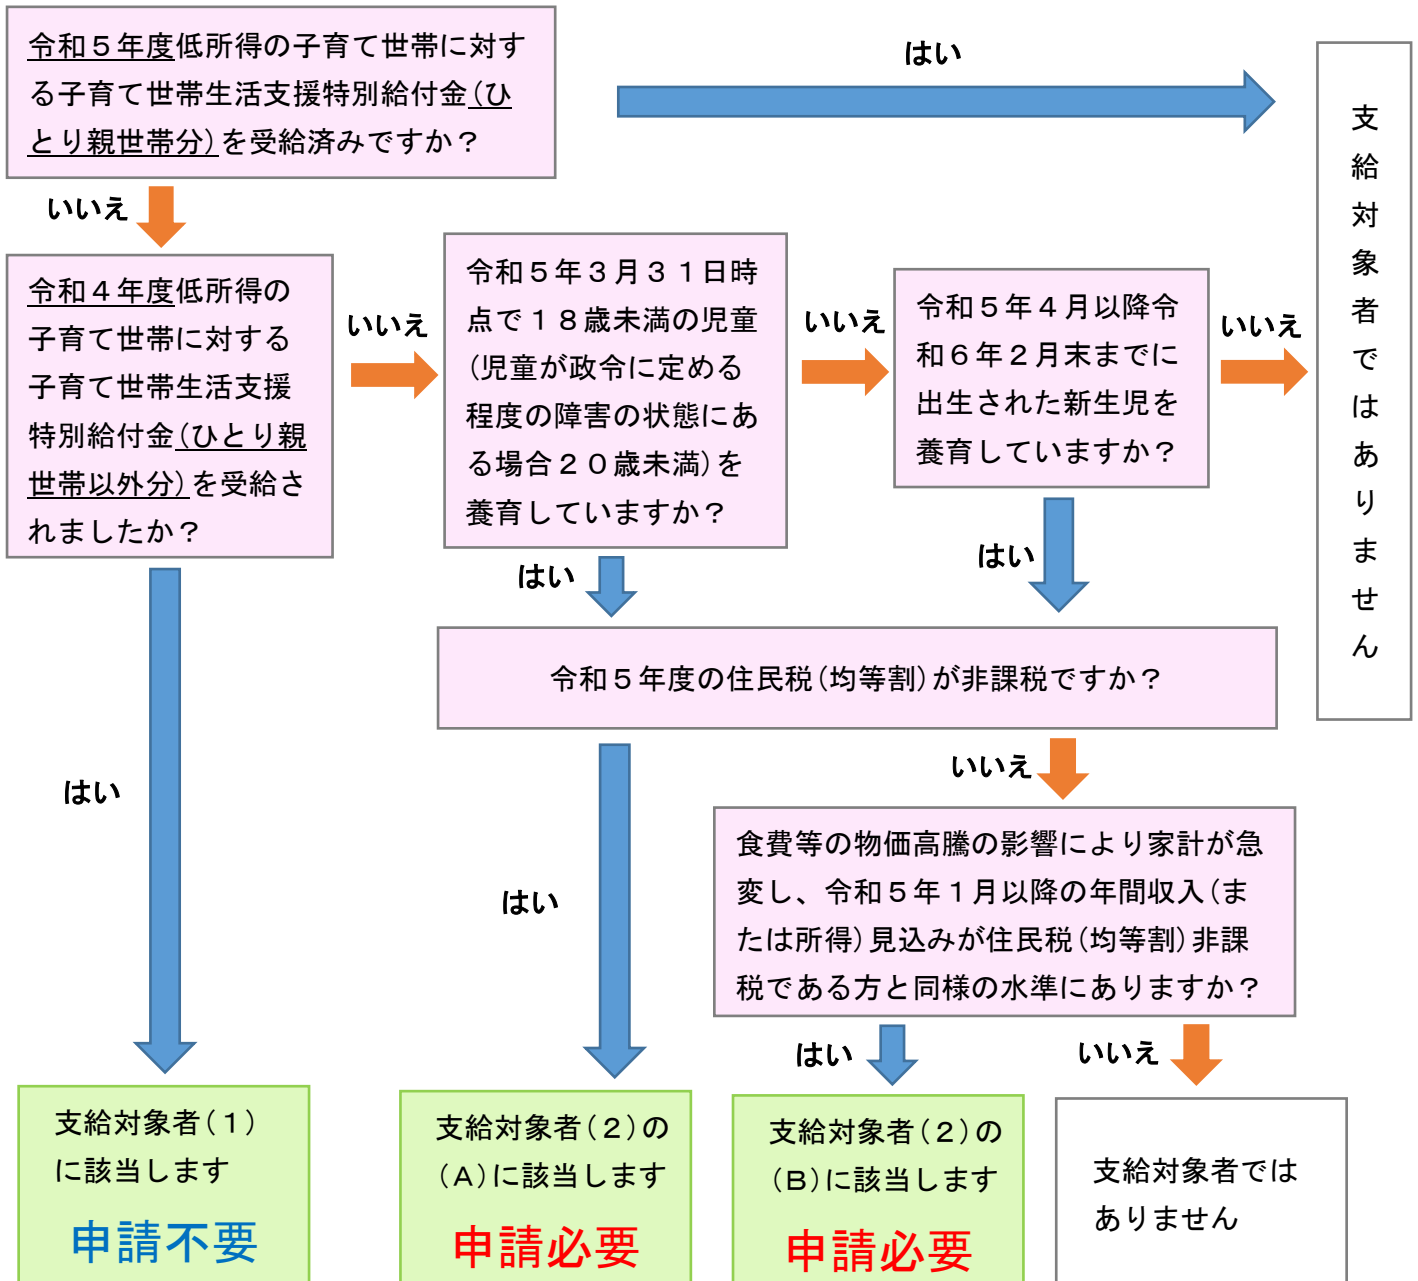 令和５年度低所得の子育て世帯に対す
る子育て世帯生活支援特別給付金(ひ
とり親世帯分)を受給済みですか？
はい
支給対象者ではありません
いいえ
令和４年度低所得の
子育て世帯に対する
子育て世帯生活支援
特別給付金(ひとり親
世帯以外分)を受給さ
れましたか？
いいえ
令和５年３月３１日時
点で１８歳未満の児童
(児童が政令に定める
程度の障害の状態にあ
る場合２０歳未満)を
養育していますか？
いいえ
令和５年４月以降令
和６年２月末までに
出生された新生児を
養育していますか？
いいえ
はい
はい
令和５年度の住民税(均等割)が非課税ですか？
はい
はい
いいえ
食費等の物価高騰の影響により家計が急
変し、令和５年１月以降の年間収入(ま
たは所得)見込みが住民税(均等割)非課
税である方と同様の水準にありますか？
はい
いいえ
支給対象者(１)
に該当します
申請不要
支給対象者(２)の
(Ａ)に該当します
申請必要
支給対象者(２)の
(Ｂ)に該当します
申請必要
支給対象者では
ありません